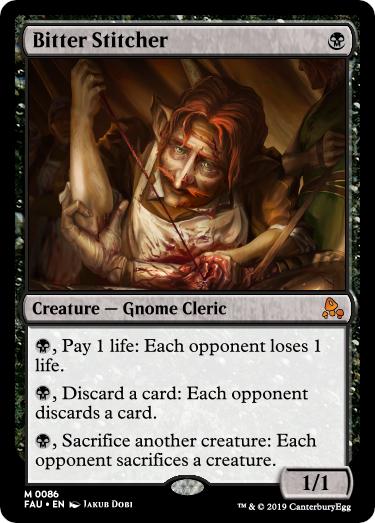 Bitter Stitcher
Creature — Gnome Cleric
, Pay 1 life: Each opponent loses 1
life.
, Discard a card: Each opponent
discards a card.
, Sacrifice another creature: Each
opponent sacrifices a creature.
1/1
M 0086
FAU • EN JAKUB DOBI
™ & © 2019 CanterburyEgg